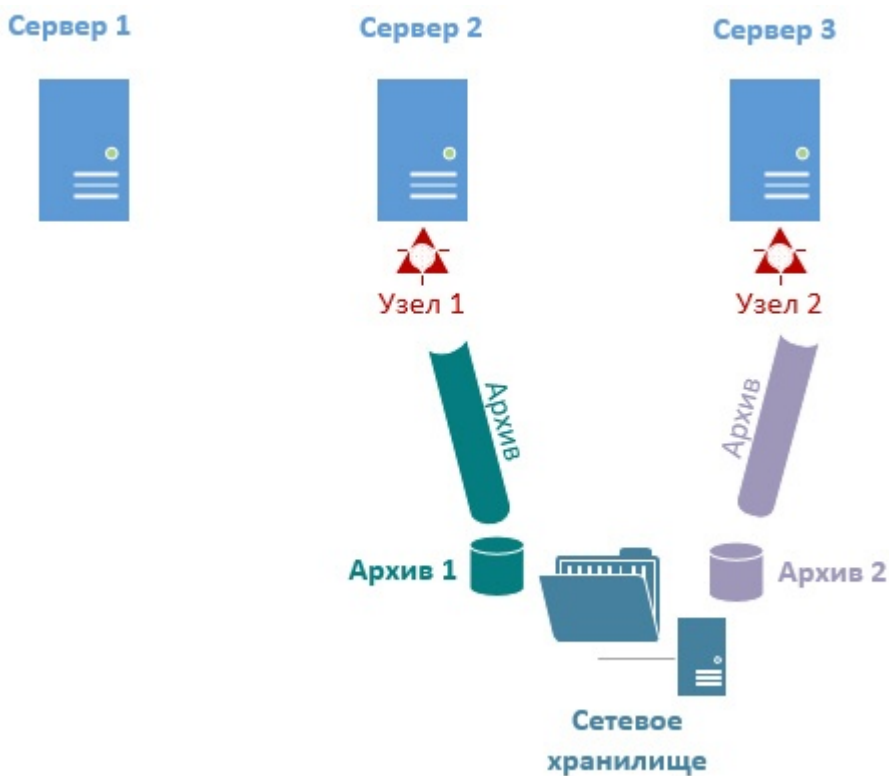 Сервер 1
Сервер 2
Сервер 3
Узел 1
Узел 2
Архив
Архив
Архив 1
Архив 2
Сетевое
хранилище